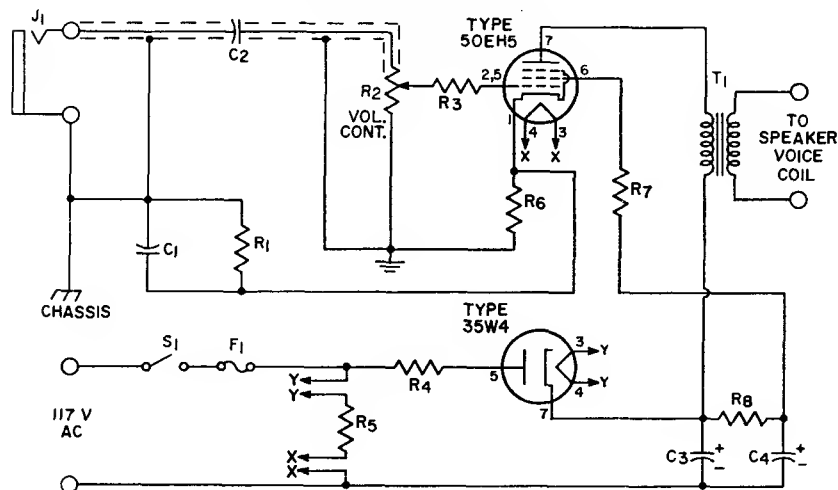 J1
C2
TYPE
50EH5
7
2,5
6
1
4
3
X
X
R2
VOL.
CONT.
R3
T1
TO
SPEAKER
VOICE
COIL
R6
R7
C1
R1
CHASSIS
TYPE
35W4
S1
F1
Y
Y
R4
5
3
Y
4
Y
7
R5
X
X
117 V
AC
R8
C3
+
-
C4
+
-